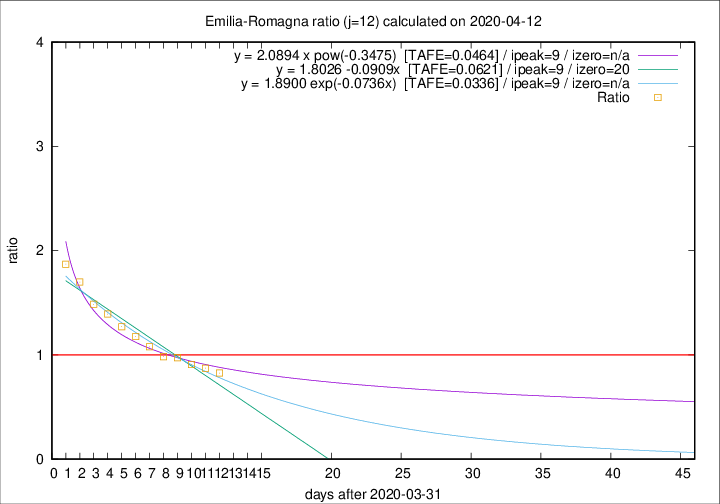 Emilia-Romagna ratio (j=12) calculated on 2020-04-12
y = 2.0894 x pow(-0.3475)  [TAFE=0.0464] / ipeak=9 / izero=n/a
y = 1.8026 -0.0909x  [TAFE=0.0621] / ipeak=9 / izero=20
y = 1.8900 exp(-0.0736x)  [TAFE=0.0336] / ipeak=9 / izero=n/a
Ratio
4
3
2
1
0
ratio
0 1 2 3 4 5 6 7 8 9 10 11 12 13 14 15 20 25 30 35 40 45
days after 2020-03-31